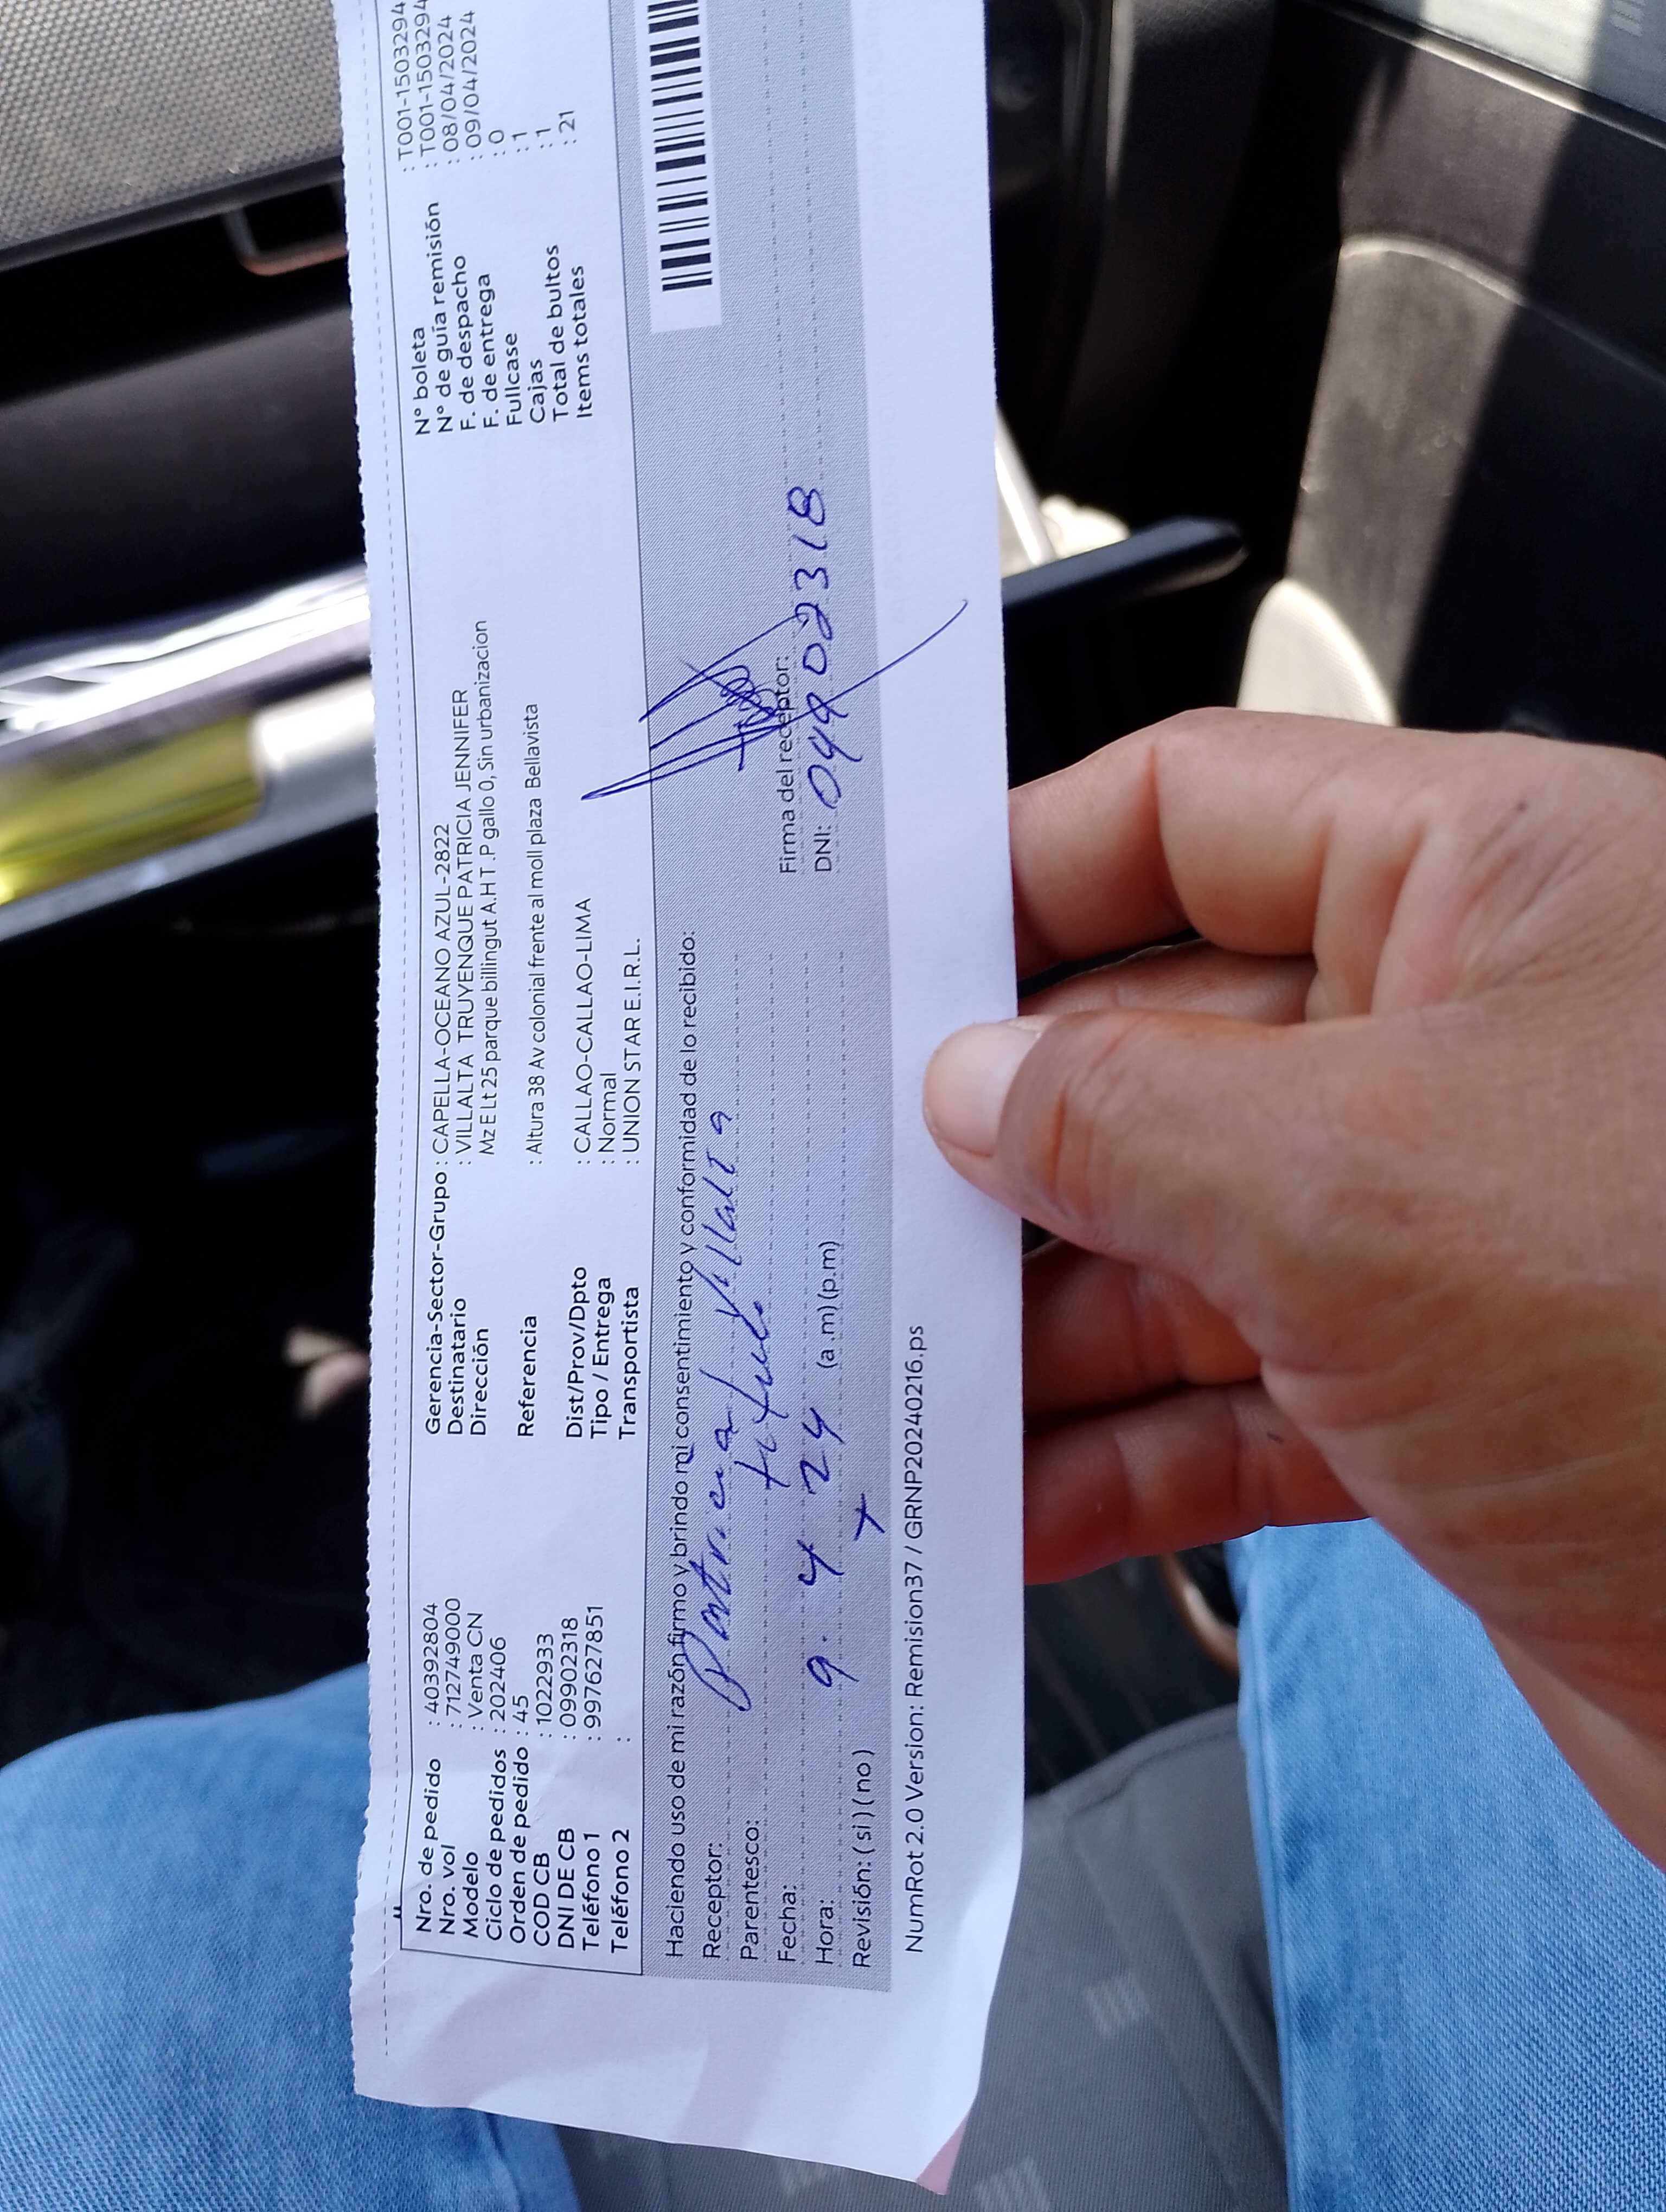 Nro. de pedido : 40392804
Nro. vol : 712749000
Modelo : Venta CN
Ciclo de pedidos : 202406
Orden de pedido : 45
COD CB : 1022933
DNI DE CB : 09902318
Teléfono 1 : 997627851
Teléfono 2 :
Gerencia-Sector-Grupo : CAPELLA-OCEANO AZUL-2822
Destinatario : VILLALTA TRUYENQUE PATRICIA JENNIFER
Dirección Mz E Lt 25 parque billingut A.H T .P gallo 0, Sin urbanizacion
Referencia : Altura 38 Av colonial frente al moll plaza Bellavista
Dist/Prov/Dpto : CALLAO-CALLAO-LIMA
Tipo / Entrega : Normal
Transportista : UNION STAR E.I.R.L.
N° boleta : T001-1503294
N° de guía remisión : T001-1503294
F. de despacho : 08/04/2024
F. de entrega : 09/04/2024
Fullcase : 0
Cajas : 1
Total de bultos : 1
Items totales : 21
Haciendo uso de mi razón firmo y brindo mi consentimiento y conformidad de lo recibido:
Receptor: Patricia Villalta
Parentesco: titular
Fecha: 9. 4 24
Hora: (a .m) (p.m)
Revisión: ( si ) ( no )
Firma del receptor:
DNI: 09902318
NumRot 2.0 Version: Remision37 / GRNP20240216.ps